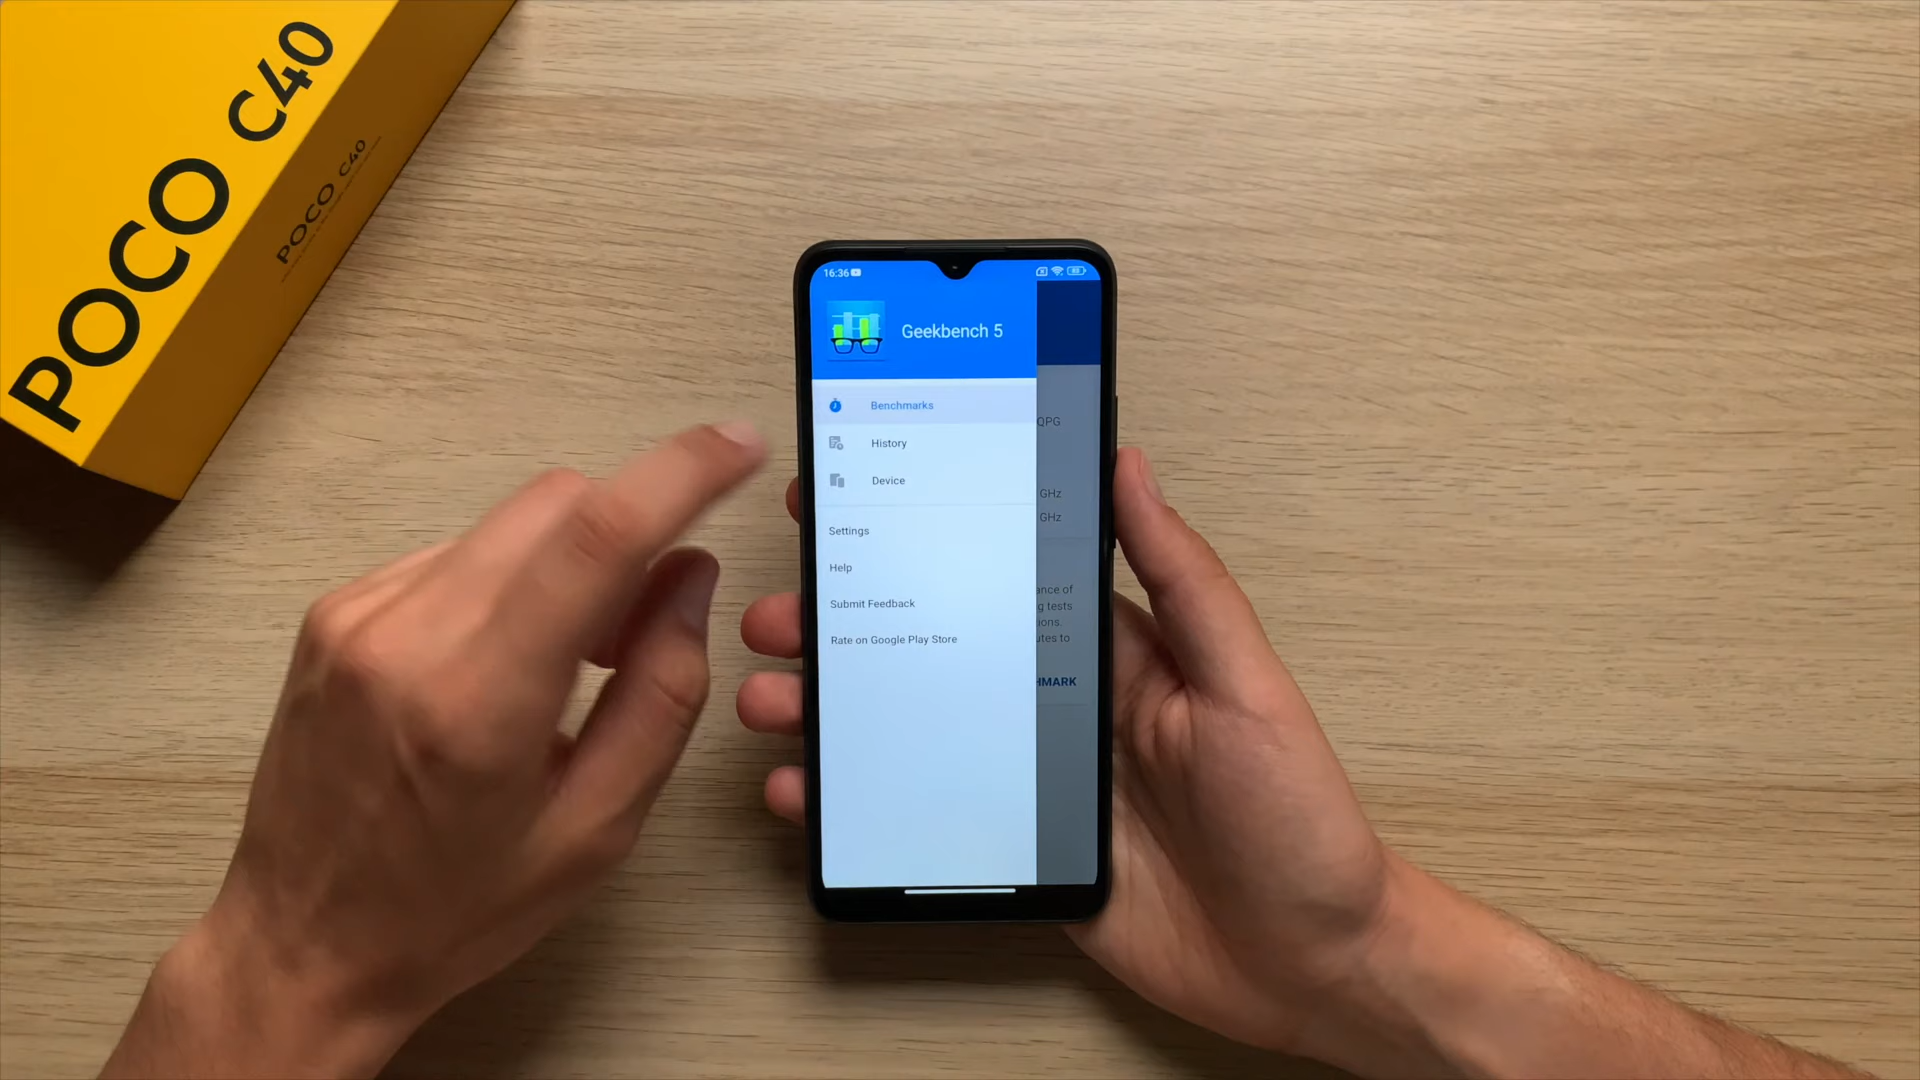 POCO C40
POCO C40
16:36
Geekbench 5
Benchmarks
History
Device
Settings
Help
Submit Feedback
Rate on Google Play Store
QPG
GHz
GHz
ance of
g tests
ions.
utes to
HMARK